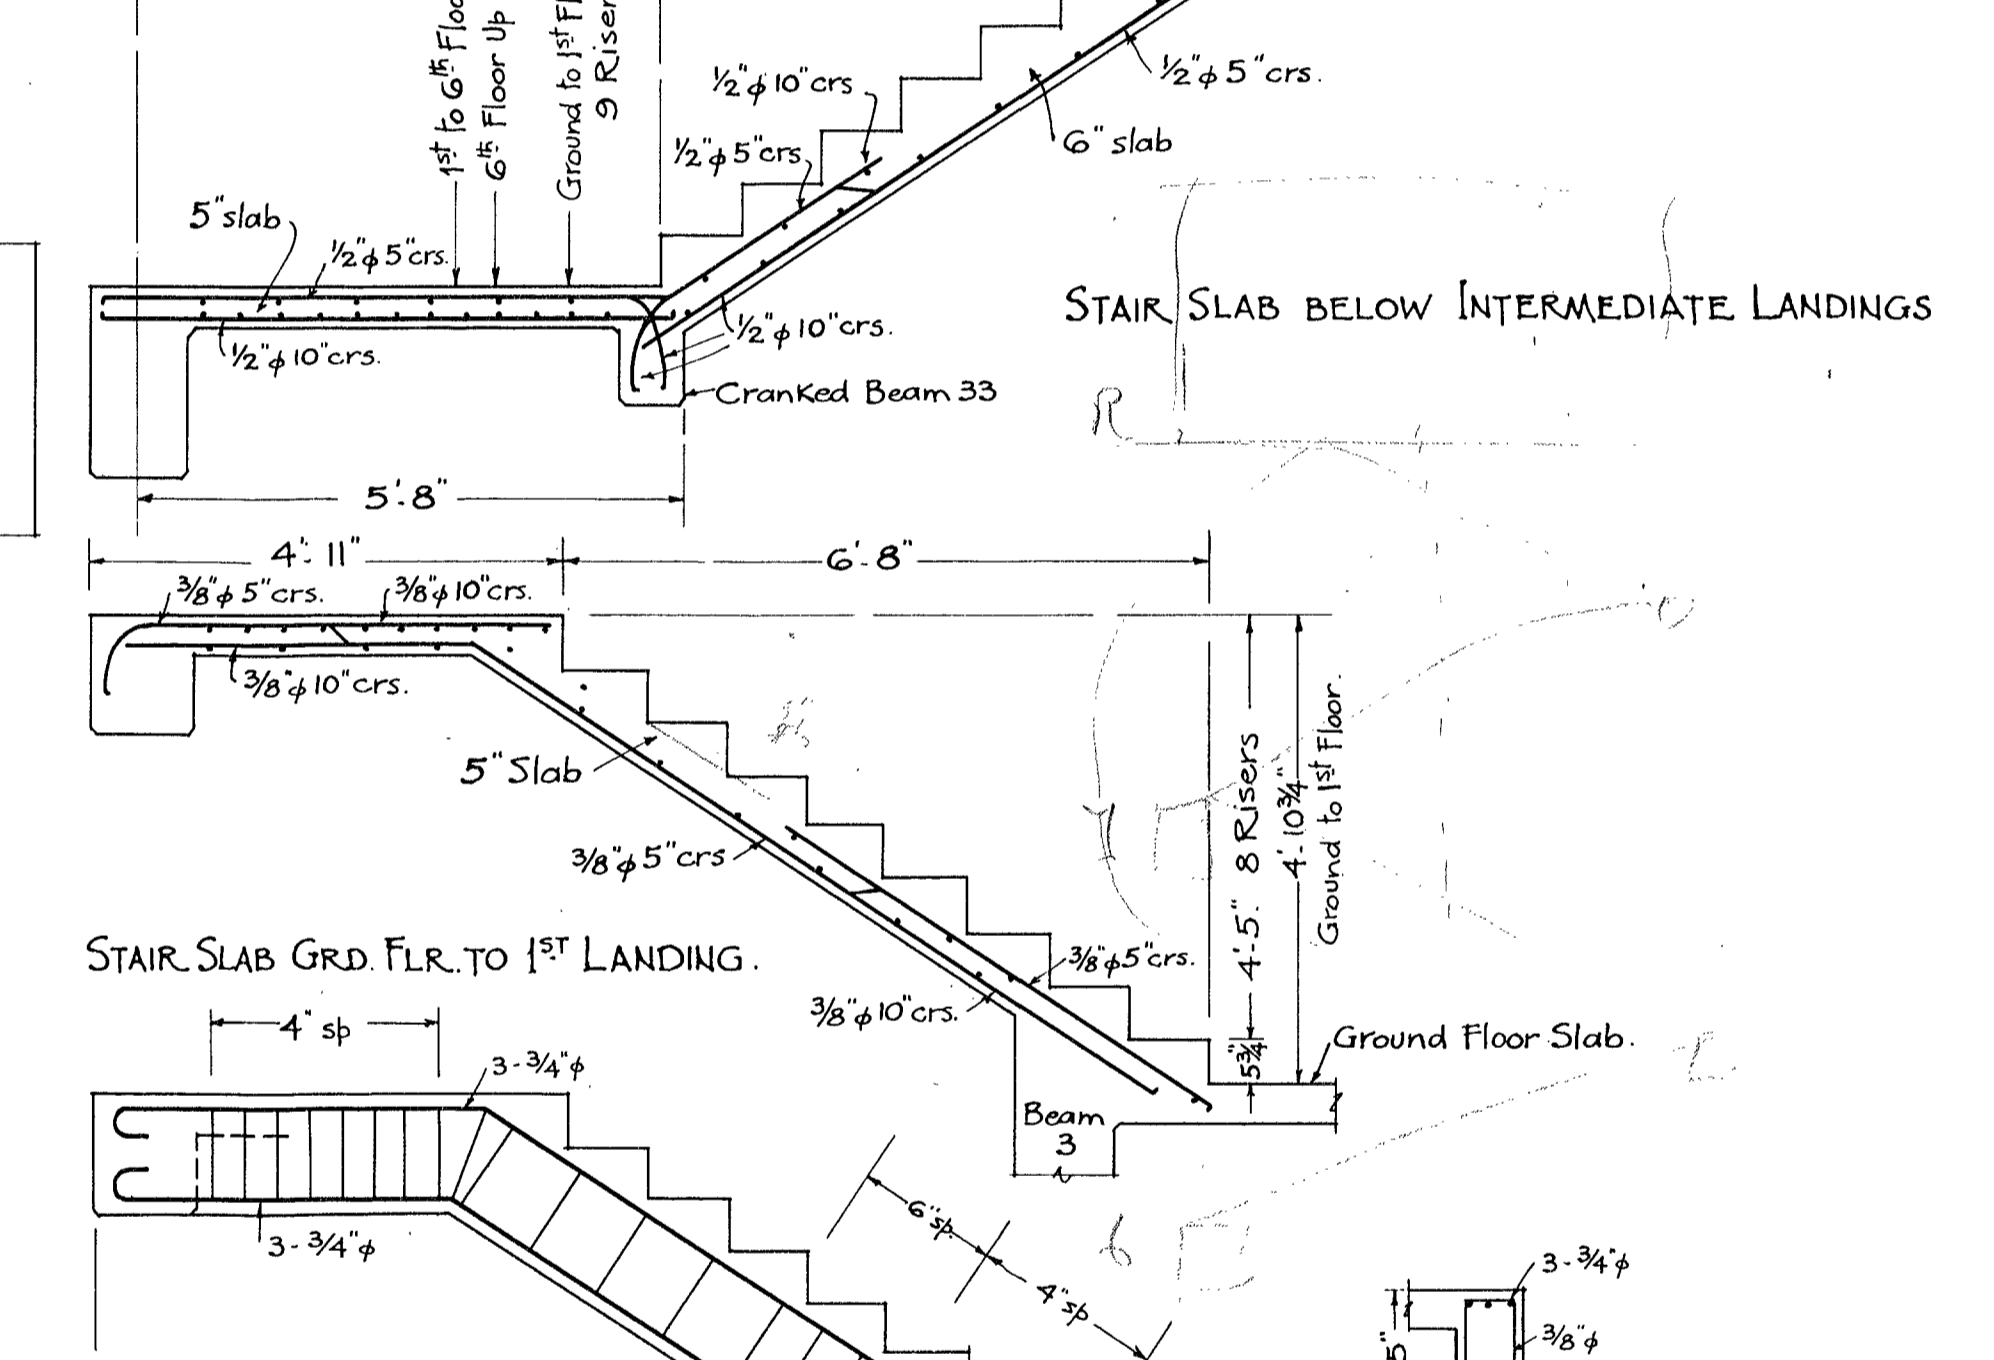 1st to 6th
6th Floor Up
Ground to 1st
9
1/2"ϕ 10"crs
1/2"ϕ 5"crs.
6" slab
1/2"ϕ 5"crs
5"slab
1/2"ϕ 5"crs.
1/2"ϕ 10"crs.
1/2"ϕ 10"crs.
Cranked Beam 33
STAIR SLAB BELOW INTERMEDIATE LANDINGS
R
5'-8"
4'-11"
6'-8"
3/8"ϕ 5"crs.
3/8"ϕ 10"crs.
3/8"ϕ 10"crs.
5" Slab
3/8"ϕ 5"crs
4'-5" 8 Risers
4'-10 3/4"
Ground to 1st Floor.
STAIR SLAB GRD. FLR. TO 1ST LANDING.
3/8"ϕ 5"crs.
3/8"ϕ 10"crs.
5 3/4"
Ground Floor Slab.
Beam
3
4" sp
3-3/4"ϕ
3-3/4"ϕ
6"sp.
4"sp
6
3-3/4"ϕ
3/8"ϕ
5"